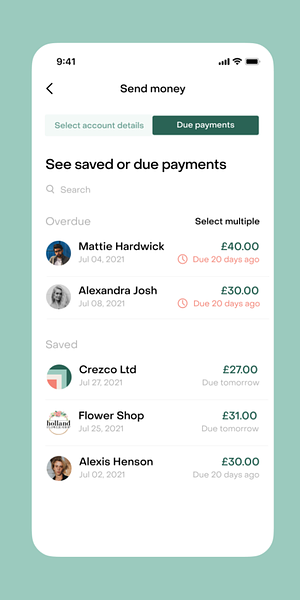 9:41
Send money
Select account details
Due payments
See saved or due payments
Search
Overdue
Select multiple
Mattie Hardwick
£40.00
Jul 04, 2021
Due 20 days ago
Alexandra Josh
£30.00
Jul 08, 2021
Due 20 days ago
Saved
Crezco Ltd
£27.00
Jul 27, 2021
Due tomorrow
Flower Shop
£31.00
holland
Jul 25, 2021
Due tomorrow
Alexis Henson
£30.00
Jul 02, 2021
Due 20 days ago